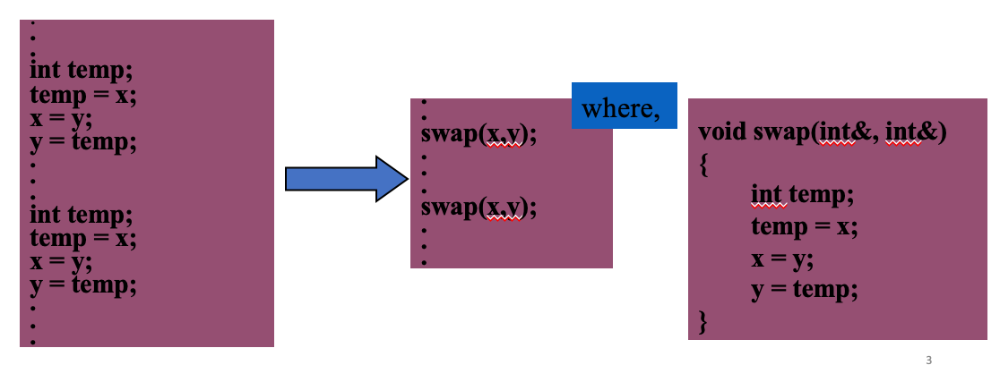 .
.
.
int temp;
temp = x;
x = y;
y = temp;
.
.
.
int temp;
temp = x;
x = y;
y = temp;
.
.
.
.
.
swap(x,y);
.
.
.
swap(x,y);
.
.
.
where,
void swap(int&, int&)
{
int temp;
temp = x;
x = y;
y = temp;
}
3